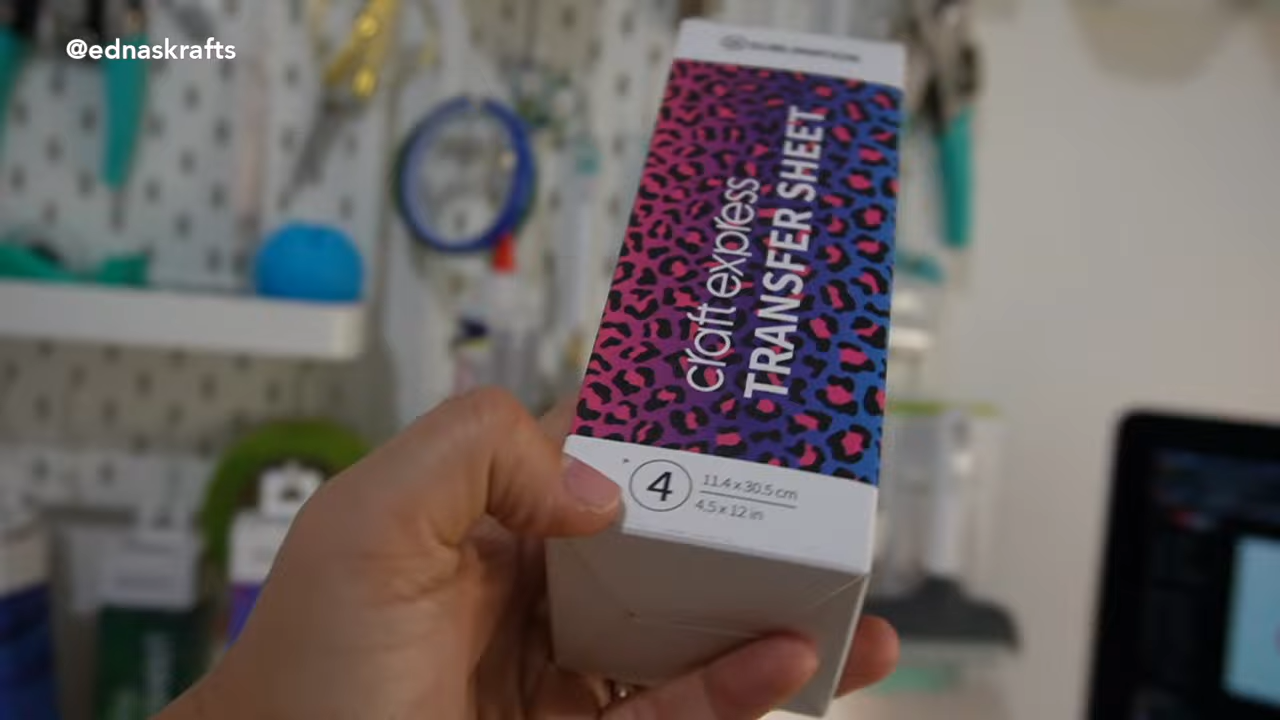 @ednaskrafts
craft express
TRANSFER SHEET
4
11.4 x 30.5 cm
4.5 x 12 in